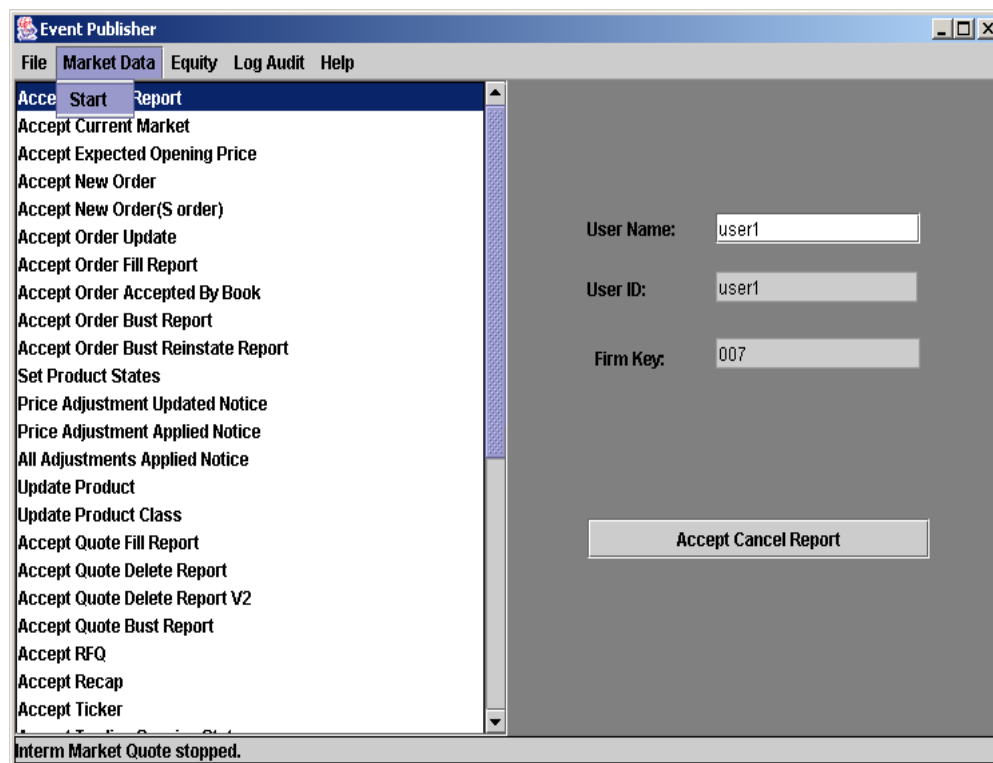 Event Publisher
File Market Data Equity Log Audit Help
Start
Acce Report
Accept Current Market
Accept Expected Opening Price
Accept New Order
Accept New Order(S order)
Accept Order Update
Accept Order Fill Report
Accept Order Accepted By Book
Accept Order Bust Report
Accept Order Bust Reinstate Report
Set Product States
Price Adjustment Updated Notice
Price Adjustment Applied Notice
All Adjustments Applied Notice
Update Product
Update Product Class
Accept Quote Fill Report
Accept Quote Delete Report
Accept Quote Delete Report V2
Accept Quote Bust Report
Accept RFQ
Accept Recap
Accept Ticker
User Name: user1
User ID: user1
Firm Key: 007
Accept Cancel Report
Interm Market Quote stopped.